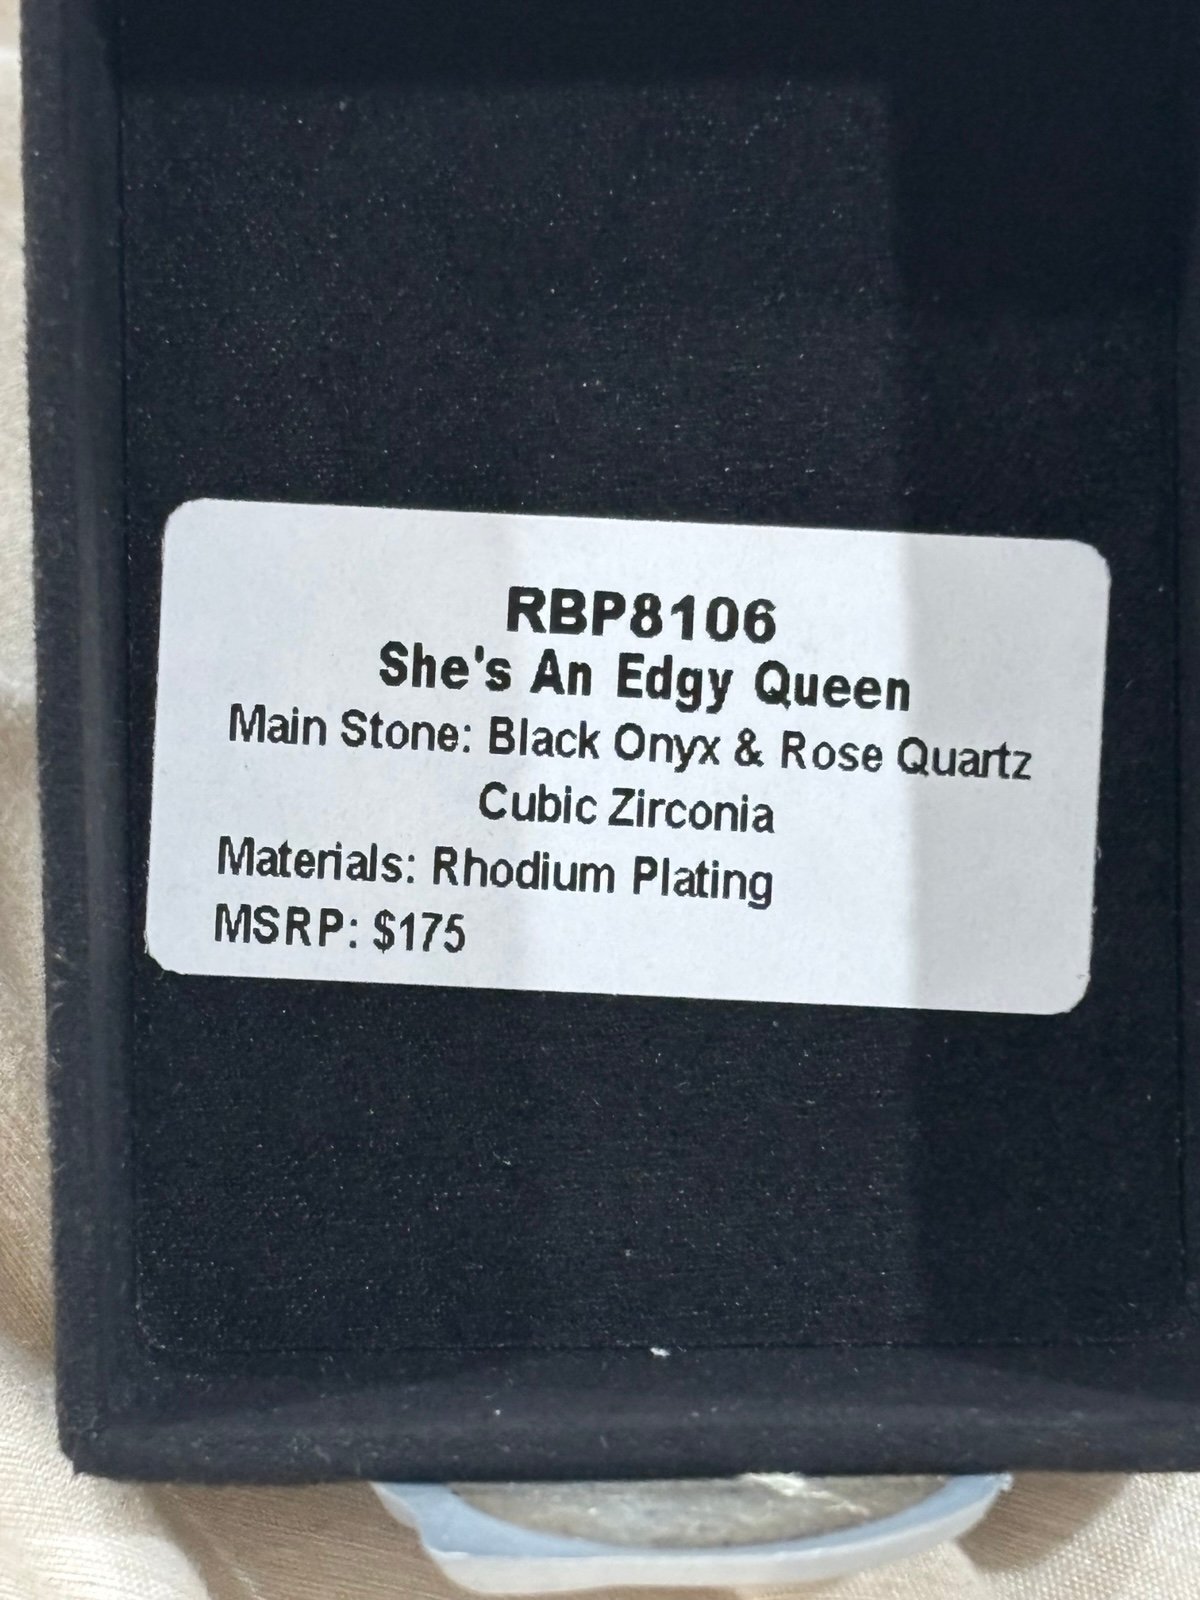 RBP8106
She's An Edgy Queen
Main Stone: Black Onyx & Rose Quartz
Cubic Zirconia
Materials: Rhodium Plating
MSRP: $175